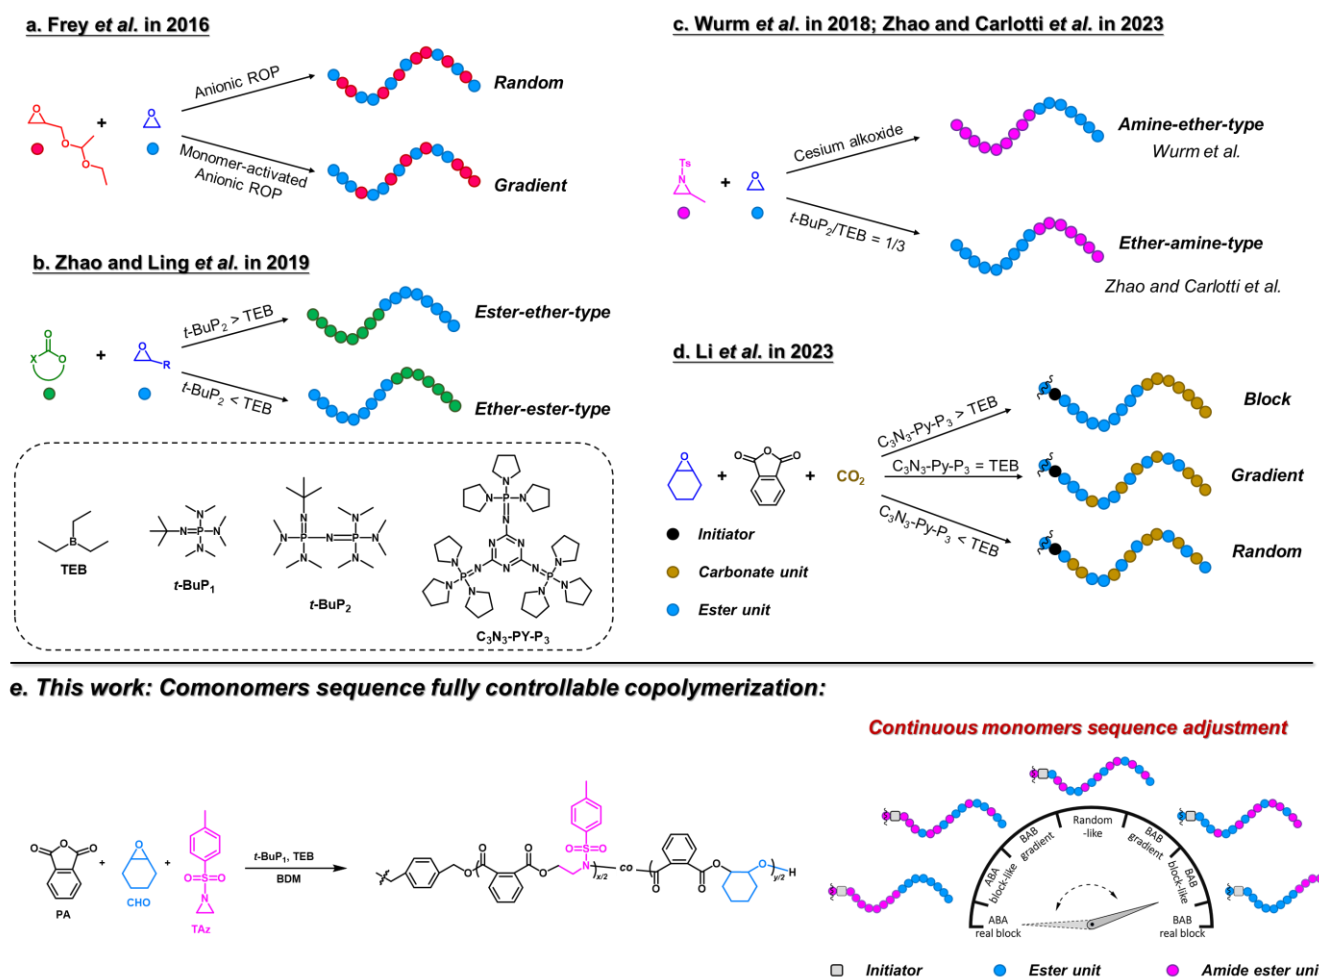 a. Frey et al. in 2016
O
O
O
+
O
Anionic ROP
Monomer-activated
Anionic ROP
Random
Gradient
b. Zhao and Ling et al. in 2019
O
X
O
+
O
R
t-BuP2 > TEB
t-BuP2 < TEB
Ester-ether-type
Ether-ester-type
B
TEB
N=P-N
N
N
t-BuP1
N
N-P-N=P-N
N
N
N
t-BuP2
N
N-P-N
N
N
N
N
N
N
N-P=N
N=P-N
N
N
N
N
C3N3-PY-P3
c. Wurm et al. in 2018; Zhao and Carlotti et al. in 2023
Ts
N
+
O
Cesium alkoxide
t-BuP2/TEB = 1/3
Amine-ether-type
Wurm et al.
Ether-amine-type
Zhao and Carlotti et al.
d. Li et al. in 2023
O
+
O
O
O
+
CO2
C3N3-Py-P3 > TEB
C3N3-Py-P3 = TEB
C3N3-Py-P3 < TEB
Block
Gradient
Random
Initiator
Carbonate unit
Ester unit
e. This work: Comonomers sequence fully controllable copolymerization:
O
O
O
PA
+
O
CHO
+
O=S=O
N
TAz
t-BuP1, TEB
BDM
O
O
O
O
O=S=O
N
x/2
co
O
O
O
O
y/2
H
Continuous monomers sequence adjustment
ABA
real block
ABA
block-like
BAB
gradient
Random
-like
BAB
gradient
BAB
block-like
BAB
real block
Initiator
Ester unit
Amide ester uni